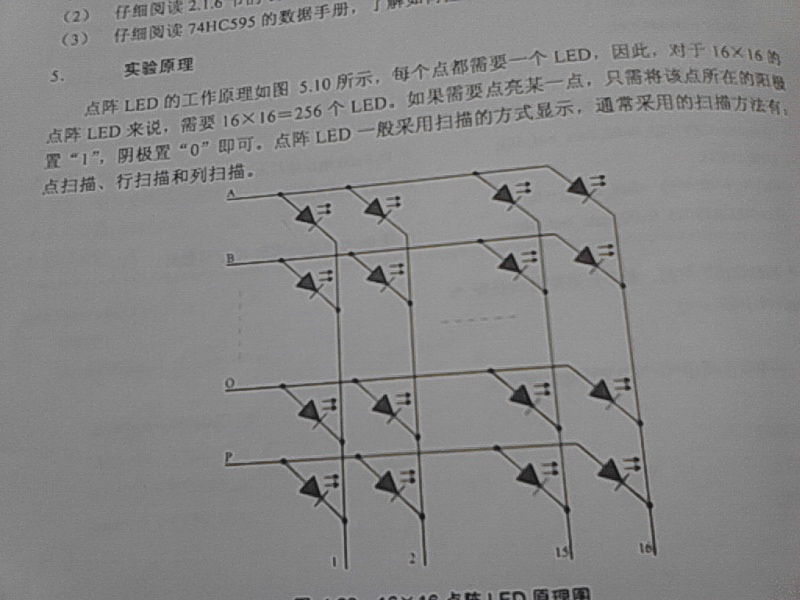 (2) 仔细阅读 2.1.6 节的
(3) 仔细阅读 74HC595 的数据手册，了解如何
5. 实验原理
点阵 LED 的工作原理如图 5.10 所示，每个点都需要一个 LED，因此，对于 16×16 的
点阵 LED 来说，需要 16×16=256 个 LED。如果需要点亮某一点，只需将该点所在的阳极
置“1”，阴极置“0”即可。点阵 LED 一般采用扫描的方式显示，通常采用的扫描方法有：
点扫描、行扫描和列扫描。
A
B
O
P
1 2 15 16
16×16 点阵 LED 原理图